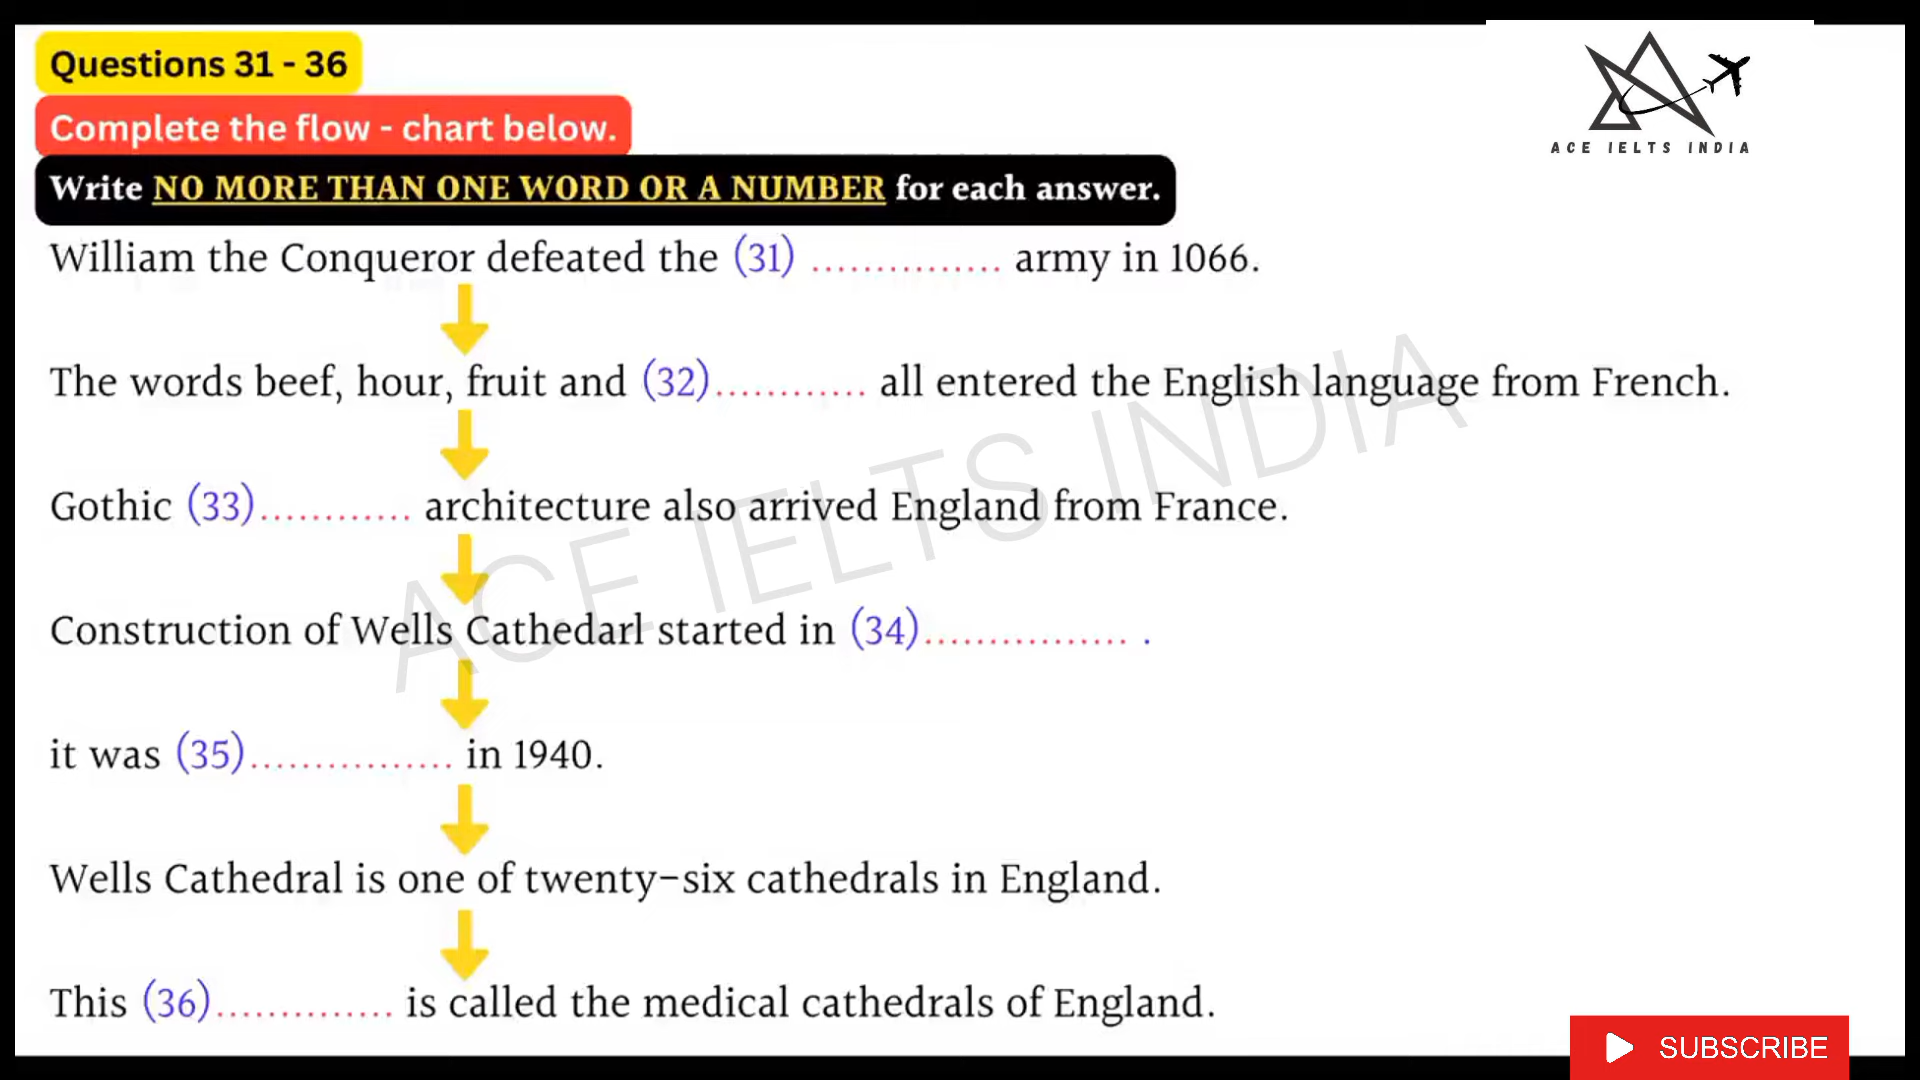 Questions 31 - 36
ACE IELTS INDIA
Complete the flow - chart below.
Write NO MORE THAN ONE WORD OR A NUMBER for each answer.
William the Conqueror defeated the (31) ............... army in 1066.
The words beef, hour, fruit and (32)............ all entered the English language from French.
Gothic (33)............ architecture also arrived England from France.
ACE IELTS INDIA
Construction of Wells Cathedarl started in (34)................ .
it was (35)................ in 1940.
Wells Cathedral is one of twenty-six cathedrals in England.
This (36).............. is called the medical cathedrals of England.
SUBSCRIBE